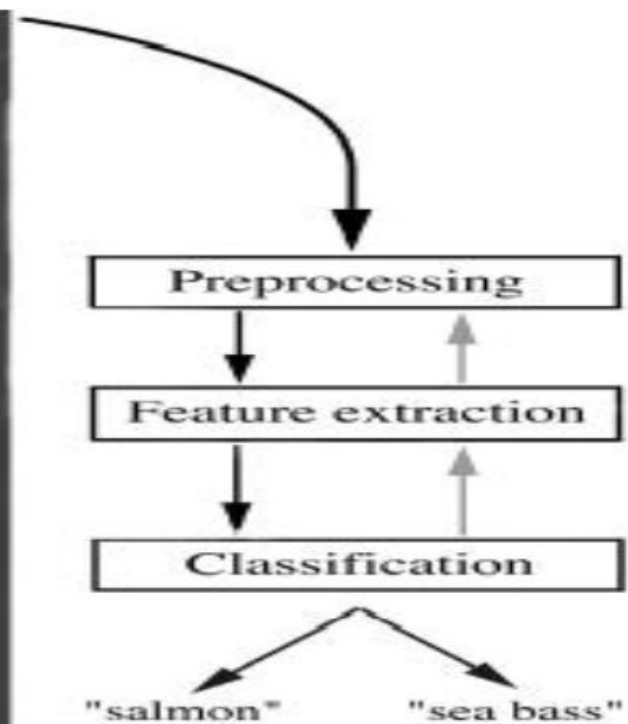 Preprocessing
Feature extraction
Classification
"salmon" "sea bass"